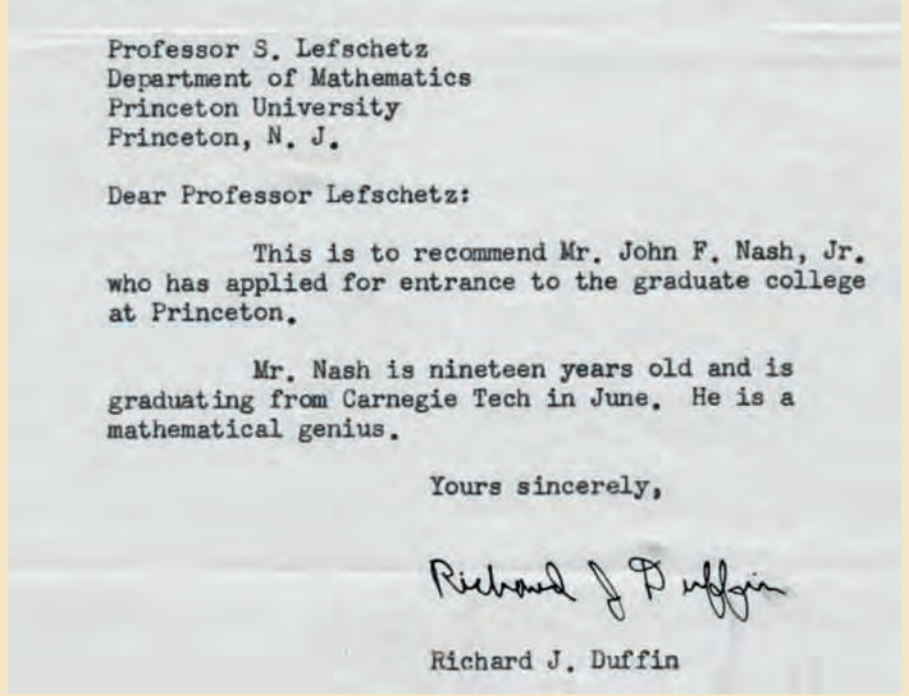 Professor S. Lefschetz
Department of Mathematics
Princeton University
Princeton, N. J.
Dear Professor Lefschetz:
This is to recommend Mr. John F. Nash, Jr.
who has applied for entrance to the graduate college
at Princeton.
Mr. Nash is nineteen years old and is
graduating from Carnegie Tech in June. He is a
mathematical genius.
Yours sincerely,
Richard J Duffin
Richard J. Duffin